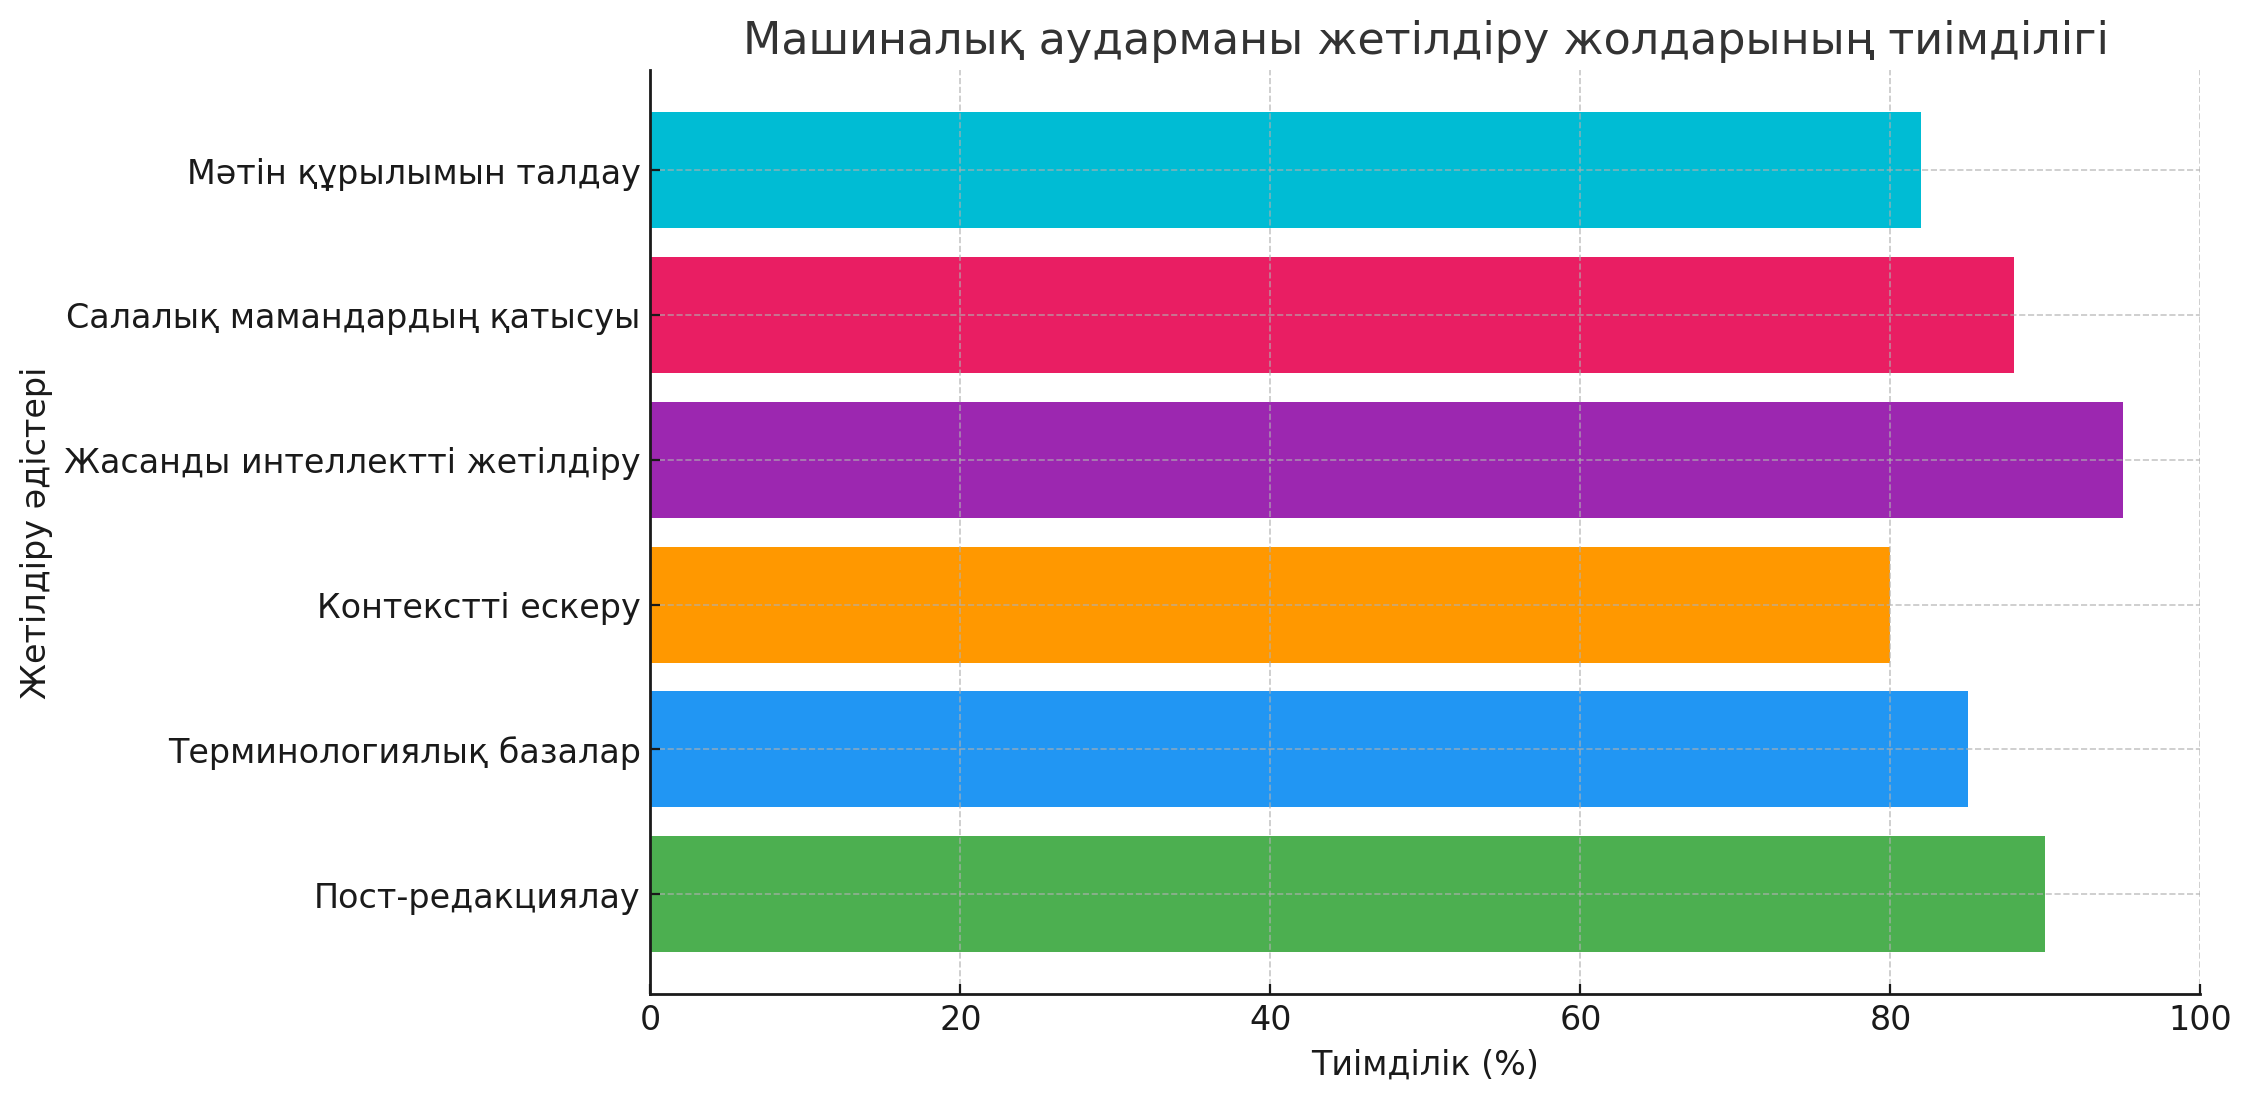 Машиналық аударманы жетілдіру жолдарының тиімділігі
Жетілдіру әдістері
Мәтін құрылымын талдау
Салалық мамандардың қатысуы
Жасанды интеллектті жетілдіру
Контекстті ескеру
Терминологиялық базалар
Пост-редакциялау
0 20 40 60 80 100
Тиімділік (%)